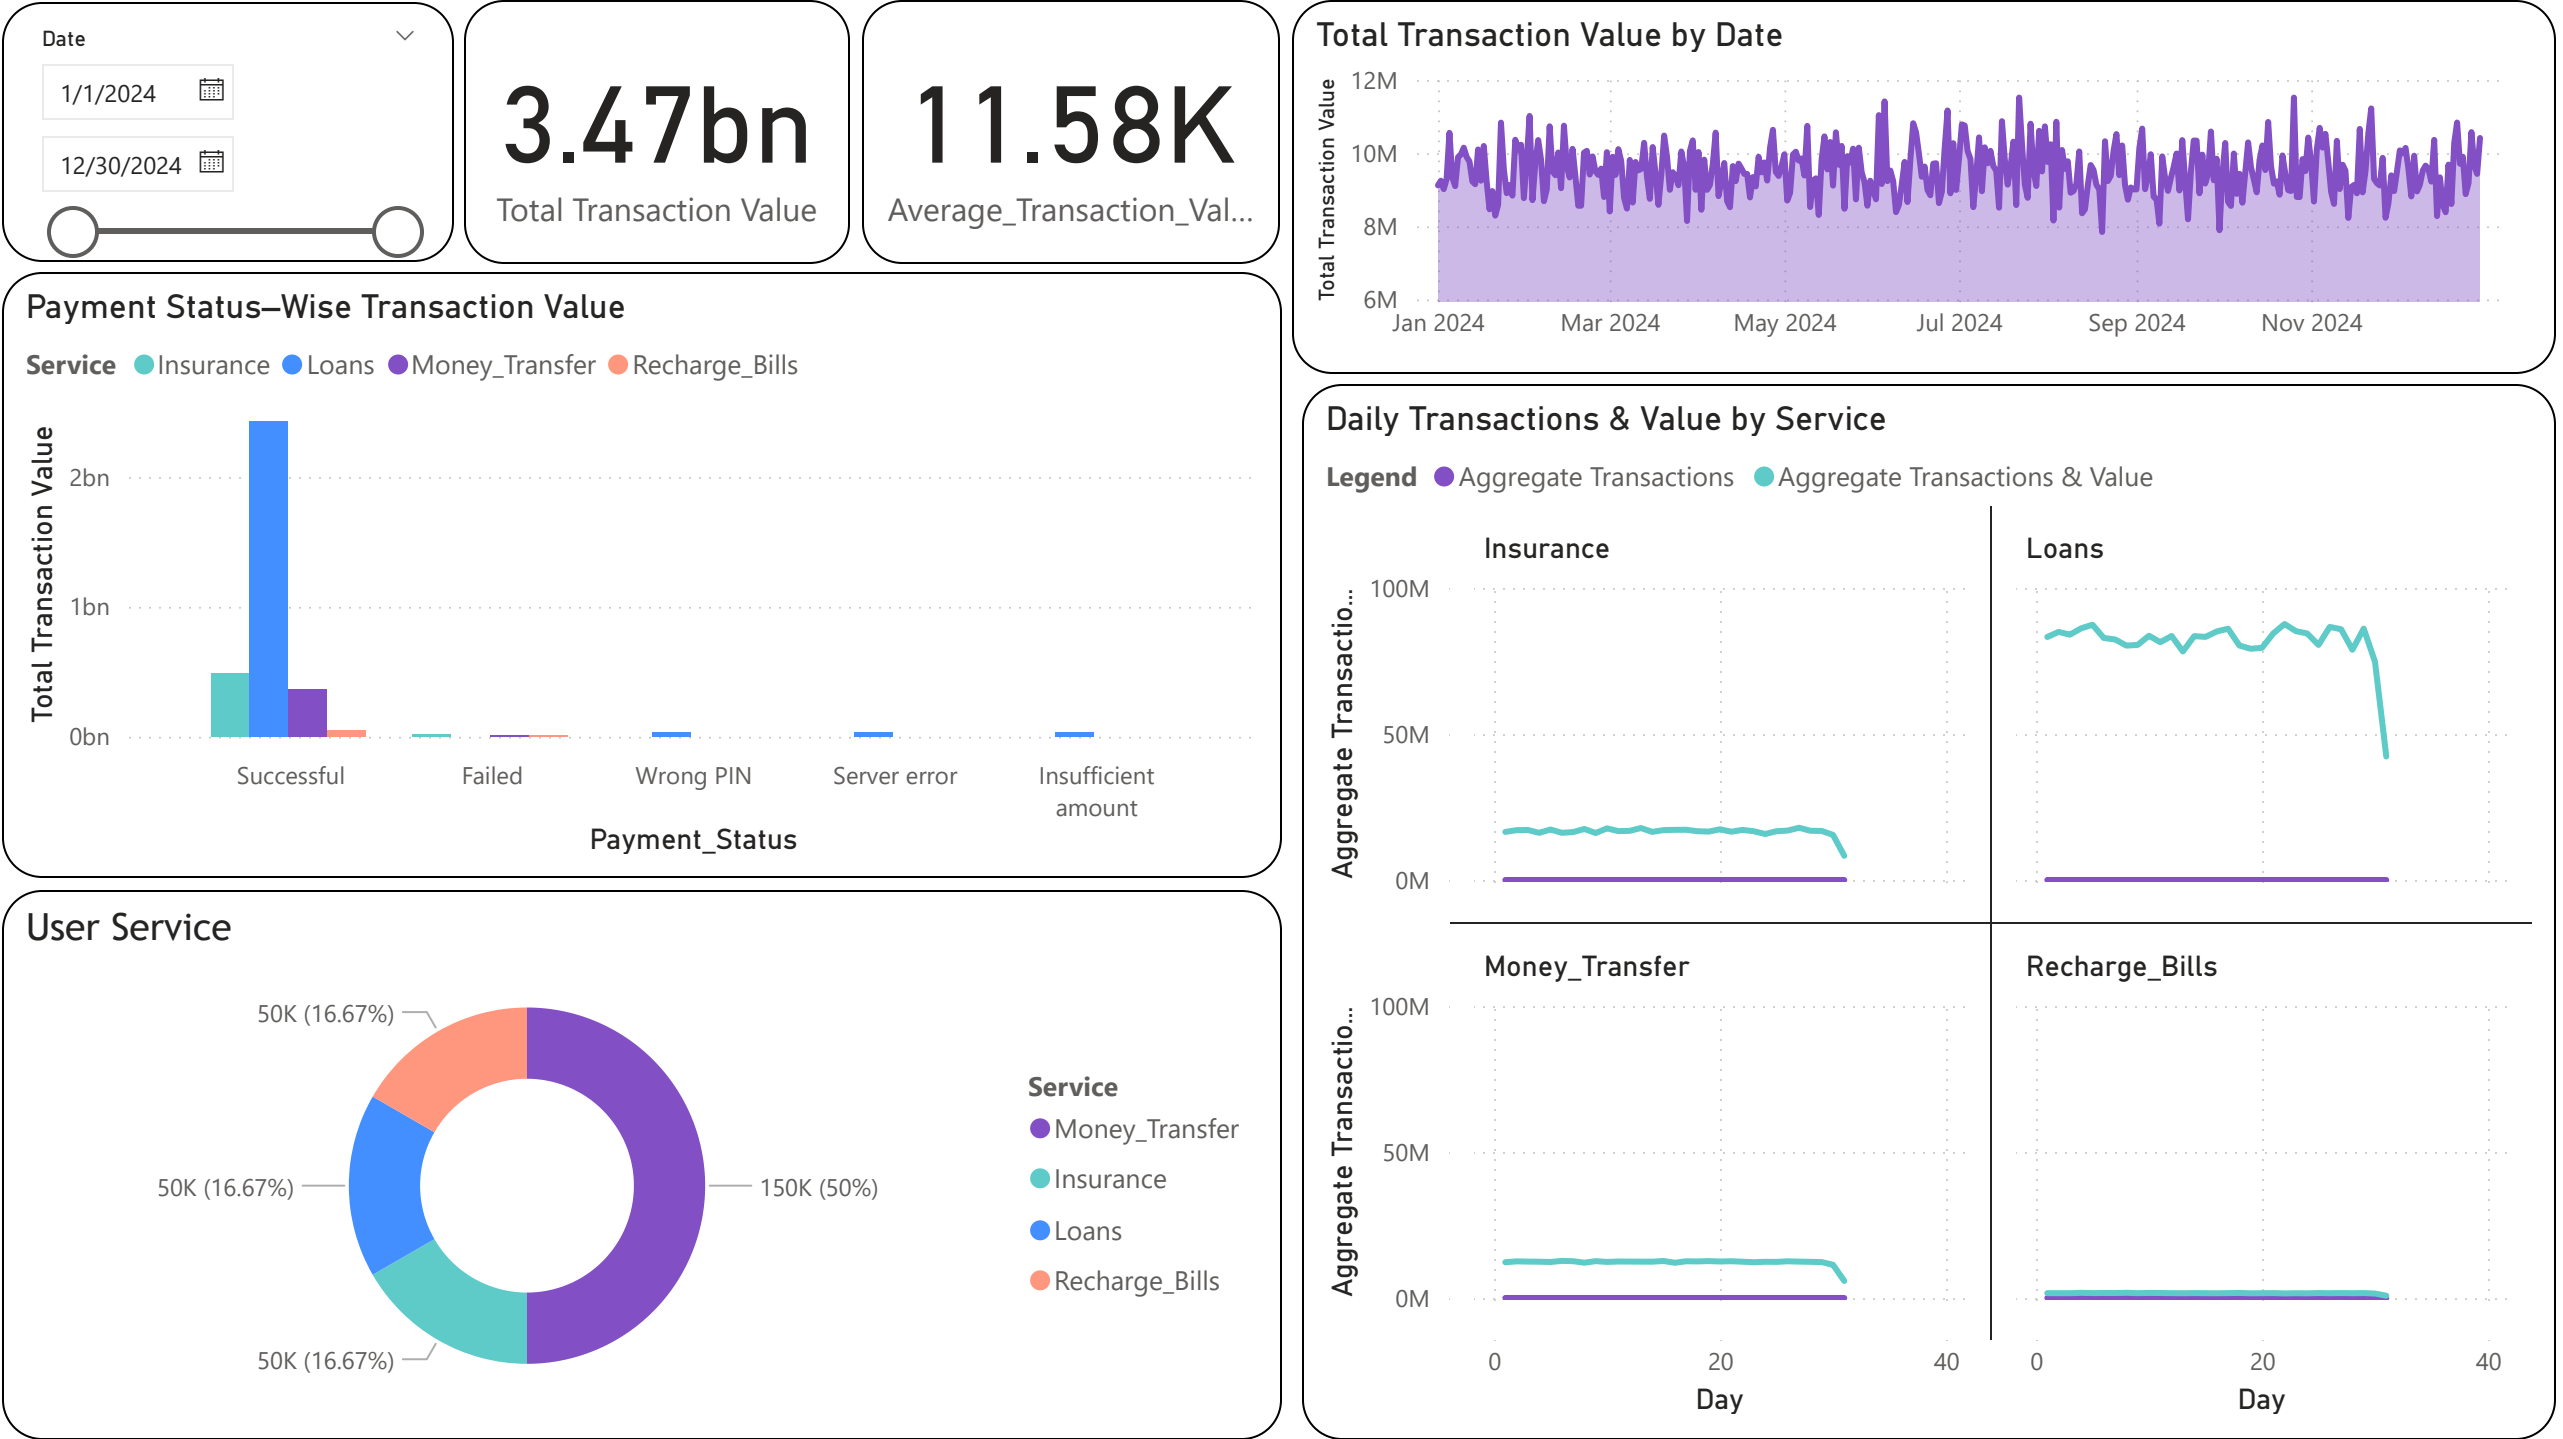 Date
1/1/2024
12/30/2024
3.47bn
Total Transaction Value
11.58K
Average_Transaction_Val...
Total Transaction Value by Date
Total Transaction Value
12M
10M
8M
6M
Jan 2024 Mar 2024 May 2024 Jul 2024 Sep 2024 Nov 2024
Payment Status–Wise Transaction Value
Service Insurance Loans Money_Transfer Recharge_Bills
Total Transaction Value
2bn
1bn
0bn
Successful Failed Wrong PIN Server error Insufficient
amount
Payment_Status
User Service
50K (16.67%)
50K (16.67%)
150K (50%)
50K (16.67%)
Service
Money_Transfer
Insurance
Loans
Recharge_Bills
Daily Transactions & Value by Service
Legend Aggregate Transactions Aggregate Transactions & Value
Insurance Loans
Aggregate Transactio...
100M
50M
0M
Money_Transfer Recharge_Bills
Aggregate Transactio...
100M
50M
0M
0 20 40 0 20 40
Day Day